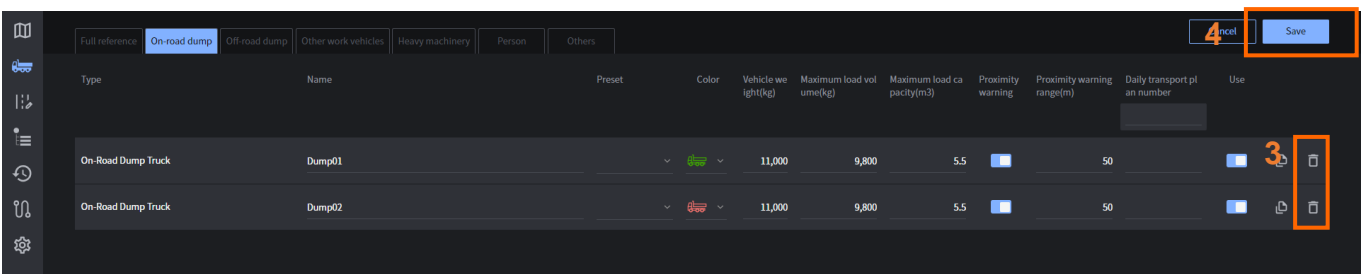 4
Full reference On-road dump Off-road dump Other work vehicles Heavy machinery Person Others Cancel Save
Type Name Preset Color Vehicle we Maximum load vol Maximum load ca Proximity Proximity warning Daily transport pl Use
ight(kg) ume(kg) pacity(m3) warning range(m) an number
3
On-Road Dump Truck Dump01 11,000 9,800 5.5 50
On-Road Dump Truck Dump02 11,000 9,800 5.5 50